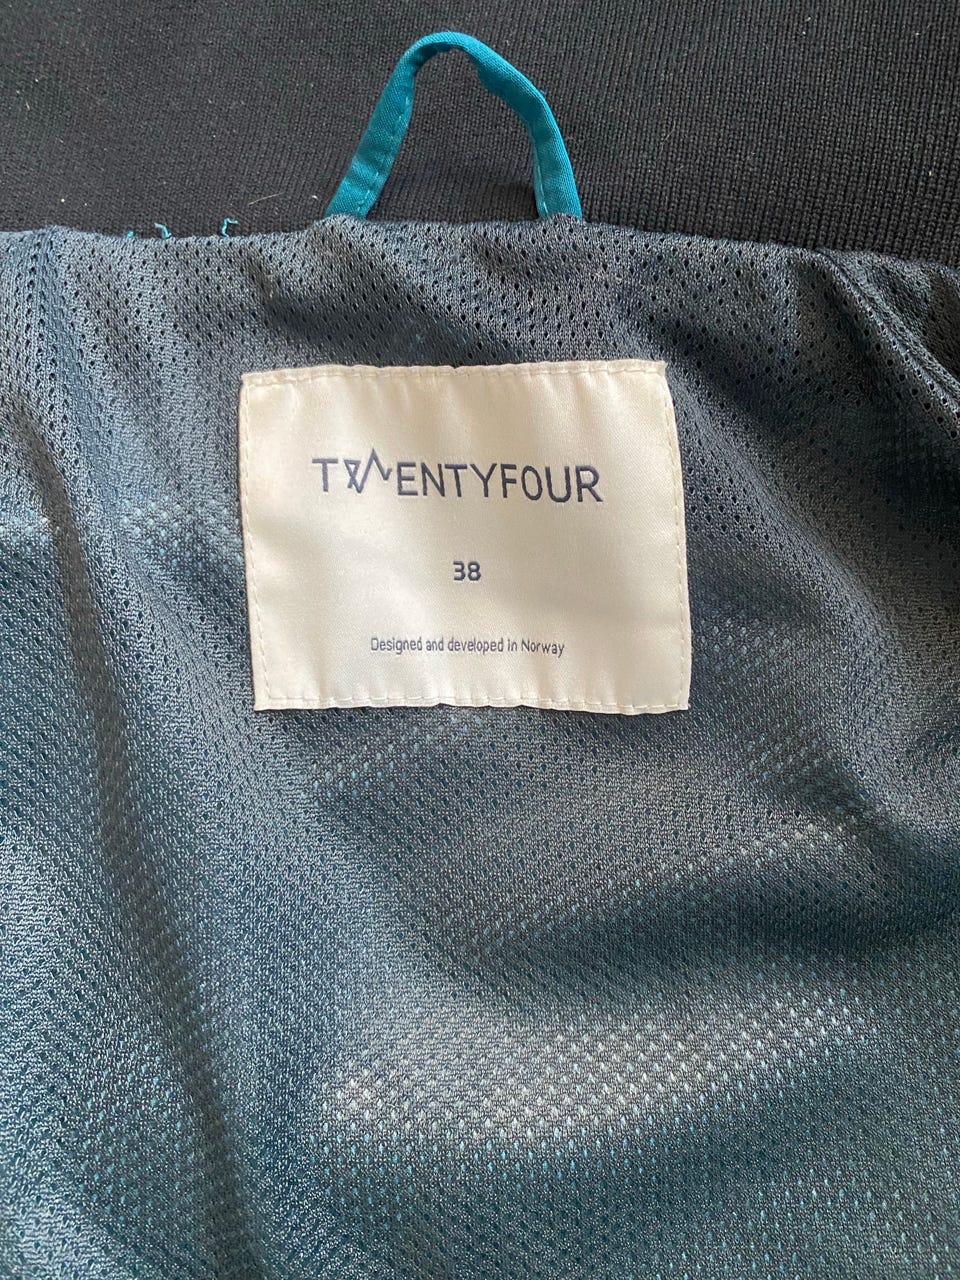 TWENTYFOUR
38
Designed and developed in Norway